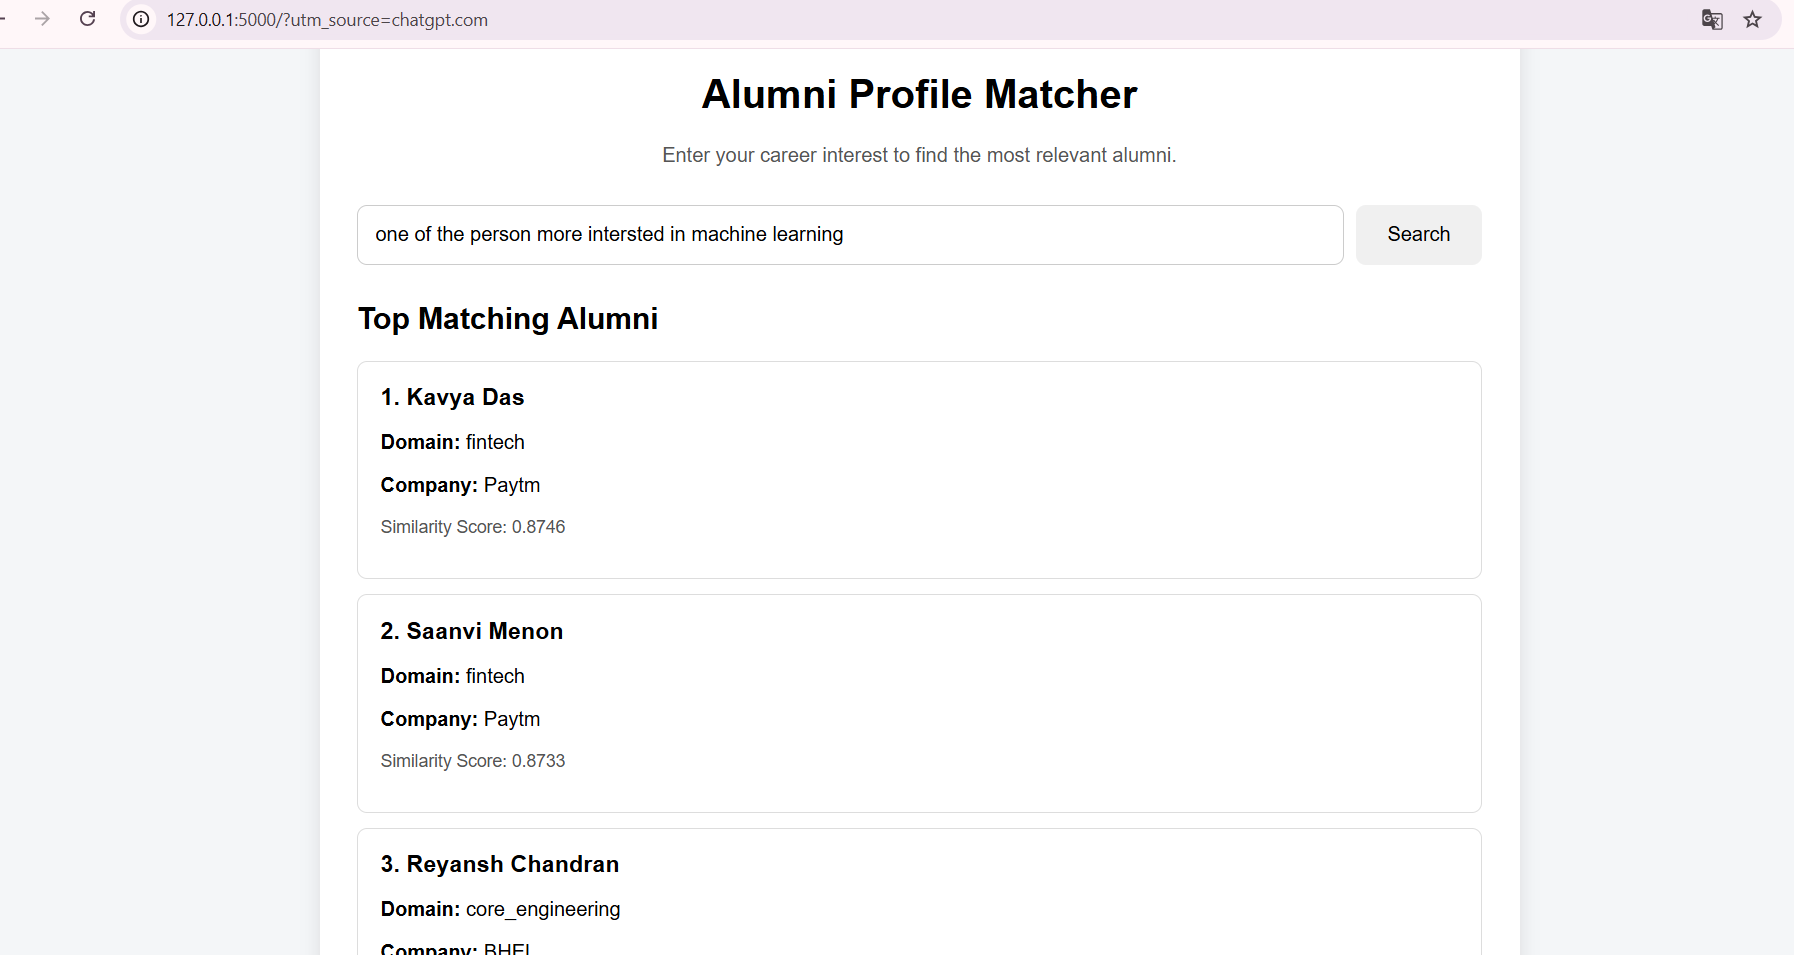 127.0.0.1:5000/?utm_source=chatgpt.com
Alumni Profile Matcher
Enter your career interest to find the most relevant alumni.
one of the person more intersted in machine learning
Search
Top Matching Alumni
1. Kavya Das
Domain: fintech
Company: Paytm
Similarity Score: 0.8746
2. Saanvi Menon
Domain: fintech
Company: Paytm
Similarity Score: 0.8733
3. Reyansh Chandran
Domain: core_engineering
Company: BHEL